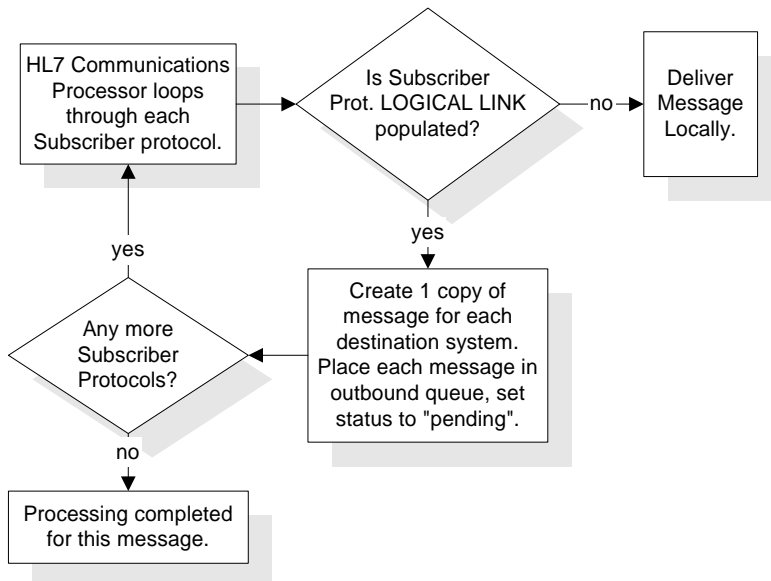 HL7 Communications
Processor loops
through each
Subscriber protocol.
Is Subscriber
Prot. LOGICAL LINK
populated?
no
Deliver
Message
Locally.
yes
yes
Create 1 copy of
message for each
destination system.
Place each message in
outbound queue, set
status to "pending".
Any more
Subscriber
Protocols?
no
Processing completed
for this message.